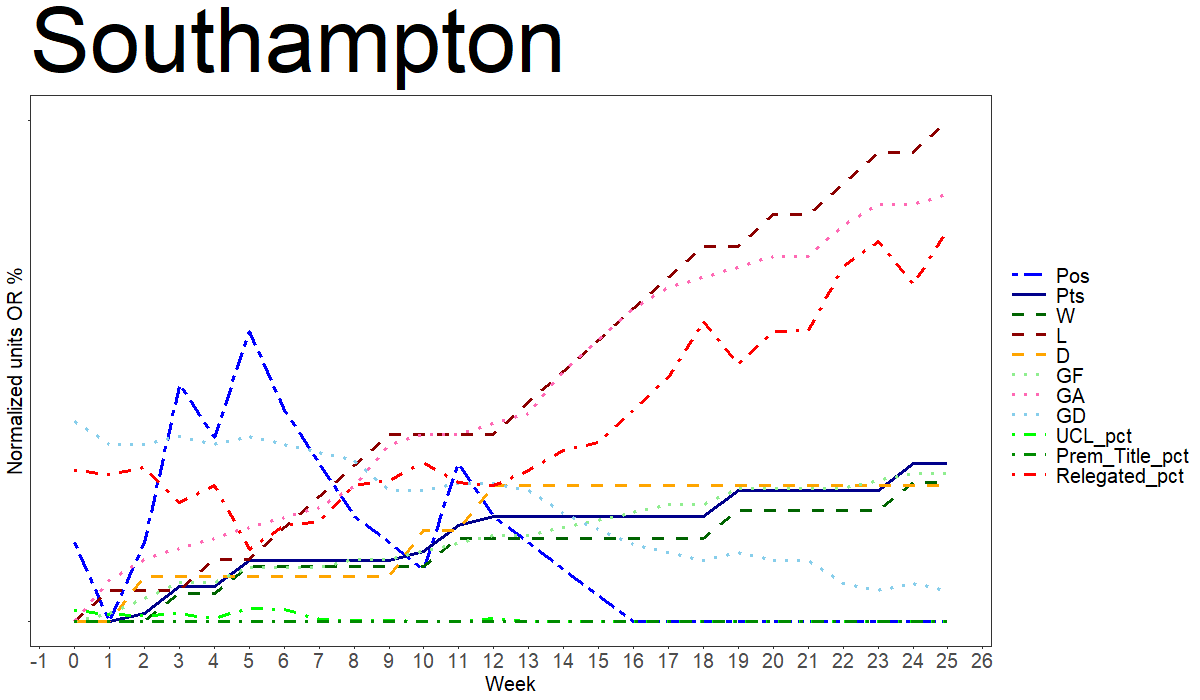 Southampton
Normalized units OR %
-1 0 1 2 3 4 5 6 7 8 9 10 11 12 13 14 15 16 17 18 19 20 21 22 23 24 25 26
Week
Pos
Pts
W
L
D
GF
GA
GD
UCL_pct
Prem_Title_pct
Relegated_pct